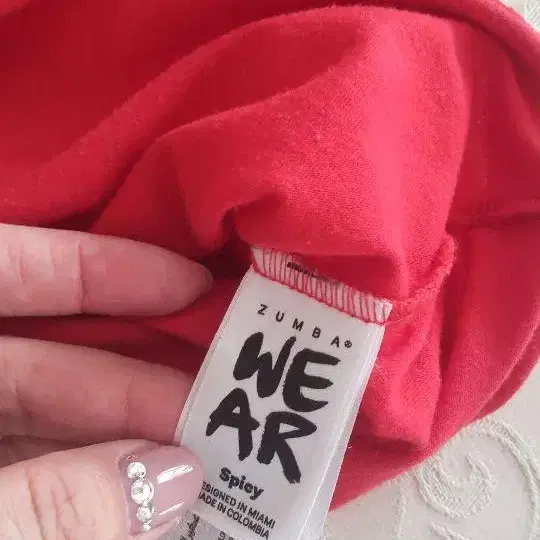 ZUMBA®
WE
AR
Spicy
DESIGNED IN MIAMI
MADE IN COLOMBIA